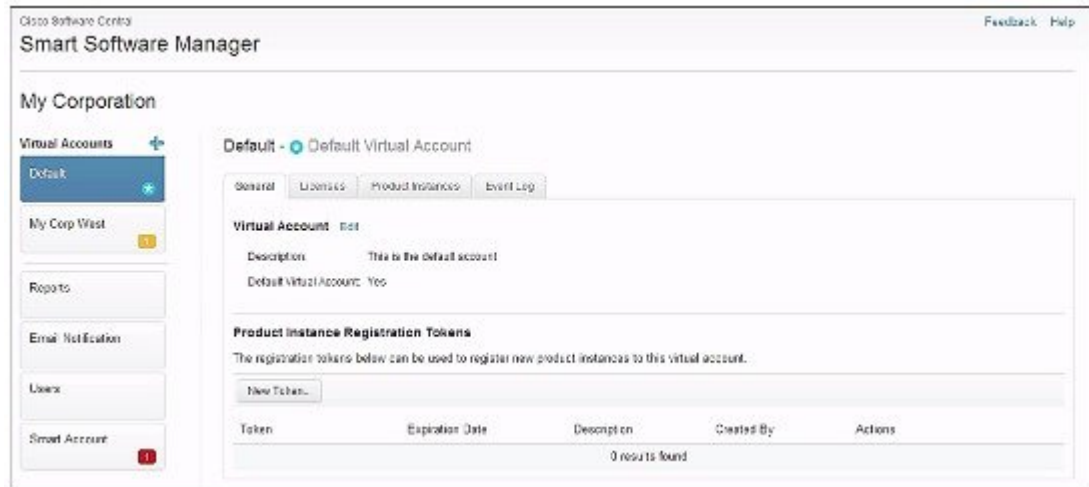 Cisco Software Central
Feedback Help
Smart Software Manager
My Corporation
Virtual Accounts
Default
My Corp West
1
Reports
Email Notification
Users
Smart Account
1
Default - Default Virtual Account
General Licenses Product Instances Event Log
Virtual Account Edit
Description: This is the default account
Default Virtual Account: Yes
Product Instance Registration Tokens
The registration tokens below can be used to register new product instances to this virtual account.
New Token...
Token Expiration Date Description Created By Actions
0 results found